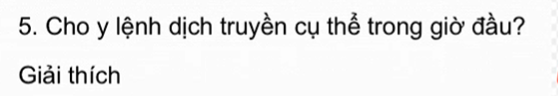 5. Cho y lệnh dịch truyền cụ thể trong giờ đầu?
Giải thích